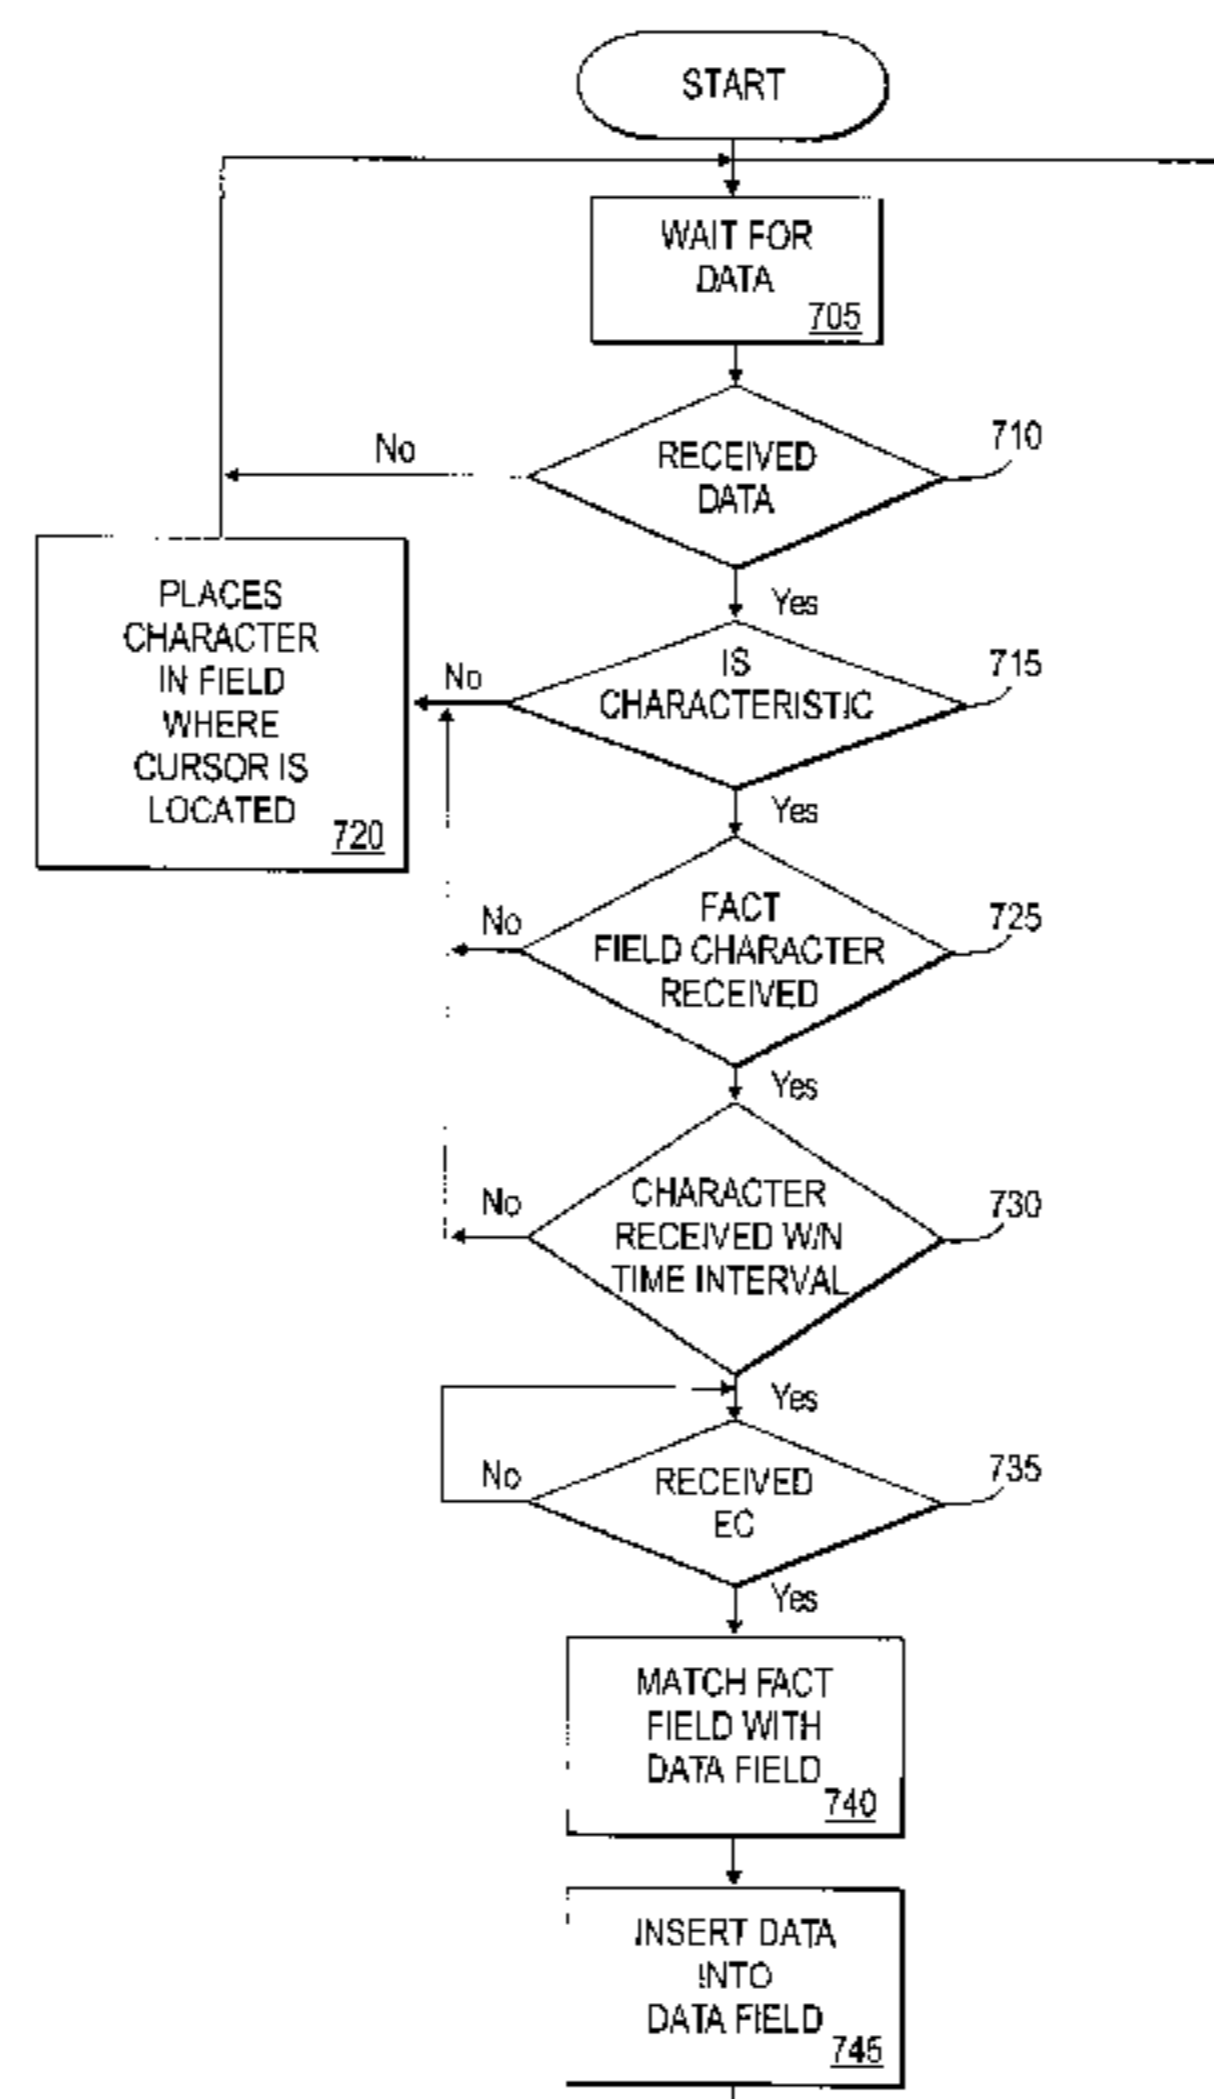 START
WAIT FOR
DATA
705
No
RECEIVED
DATA
710
Yes
PLACES
CHARACTER
IN FIELD
WHERE
CURSOR IS
LOCATED
720
No
IS
CHARACTERISTIC
715
Yes
No
FACT
FIELD CHARACTER
RECEIVED
725
Yes
No
CHARACTER
RECEIVED W/N
TIME INTERVAL
730
Yes
No
RECEIVED
EC
735
Yes
MATCH FACT
FIELD WITH
DATA FIELD
740
INSERT DATA
INTO
DATA FIELD
745